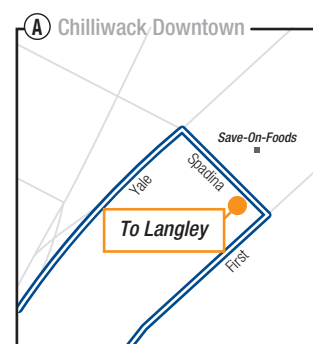 A Chilliwack Downtown
Save-On-Foods
Spadina
Yale
To Langley
First